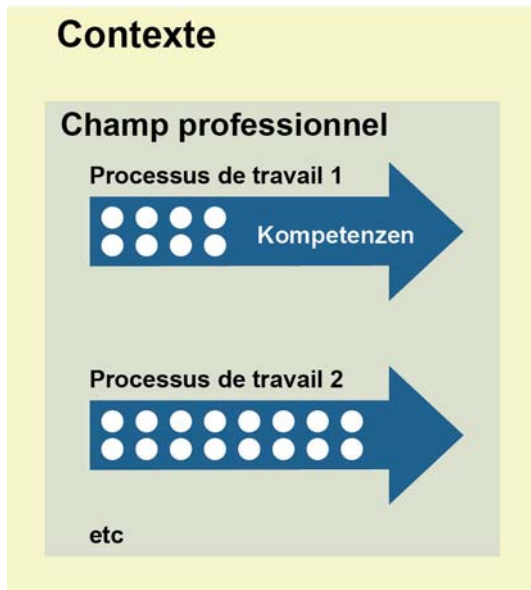 Contexte
Champ professionnel
Processus de travail 1
Kompetenzen
Processus de travail 2
etc